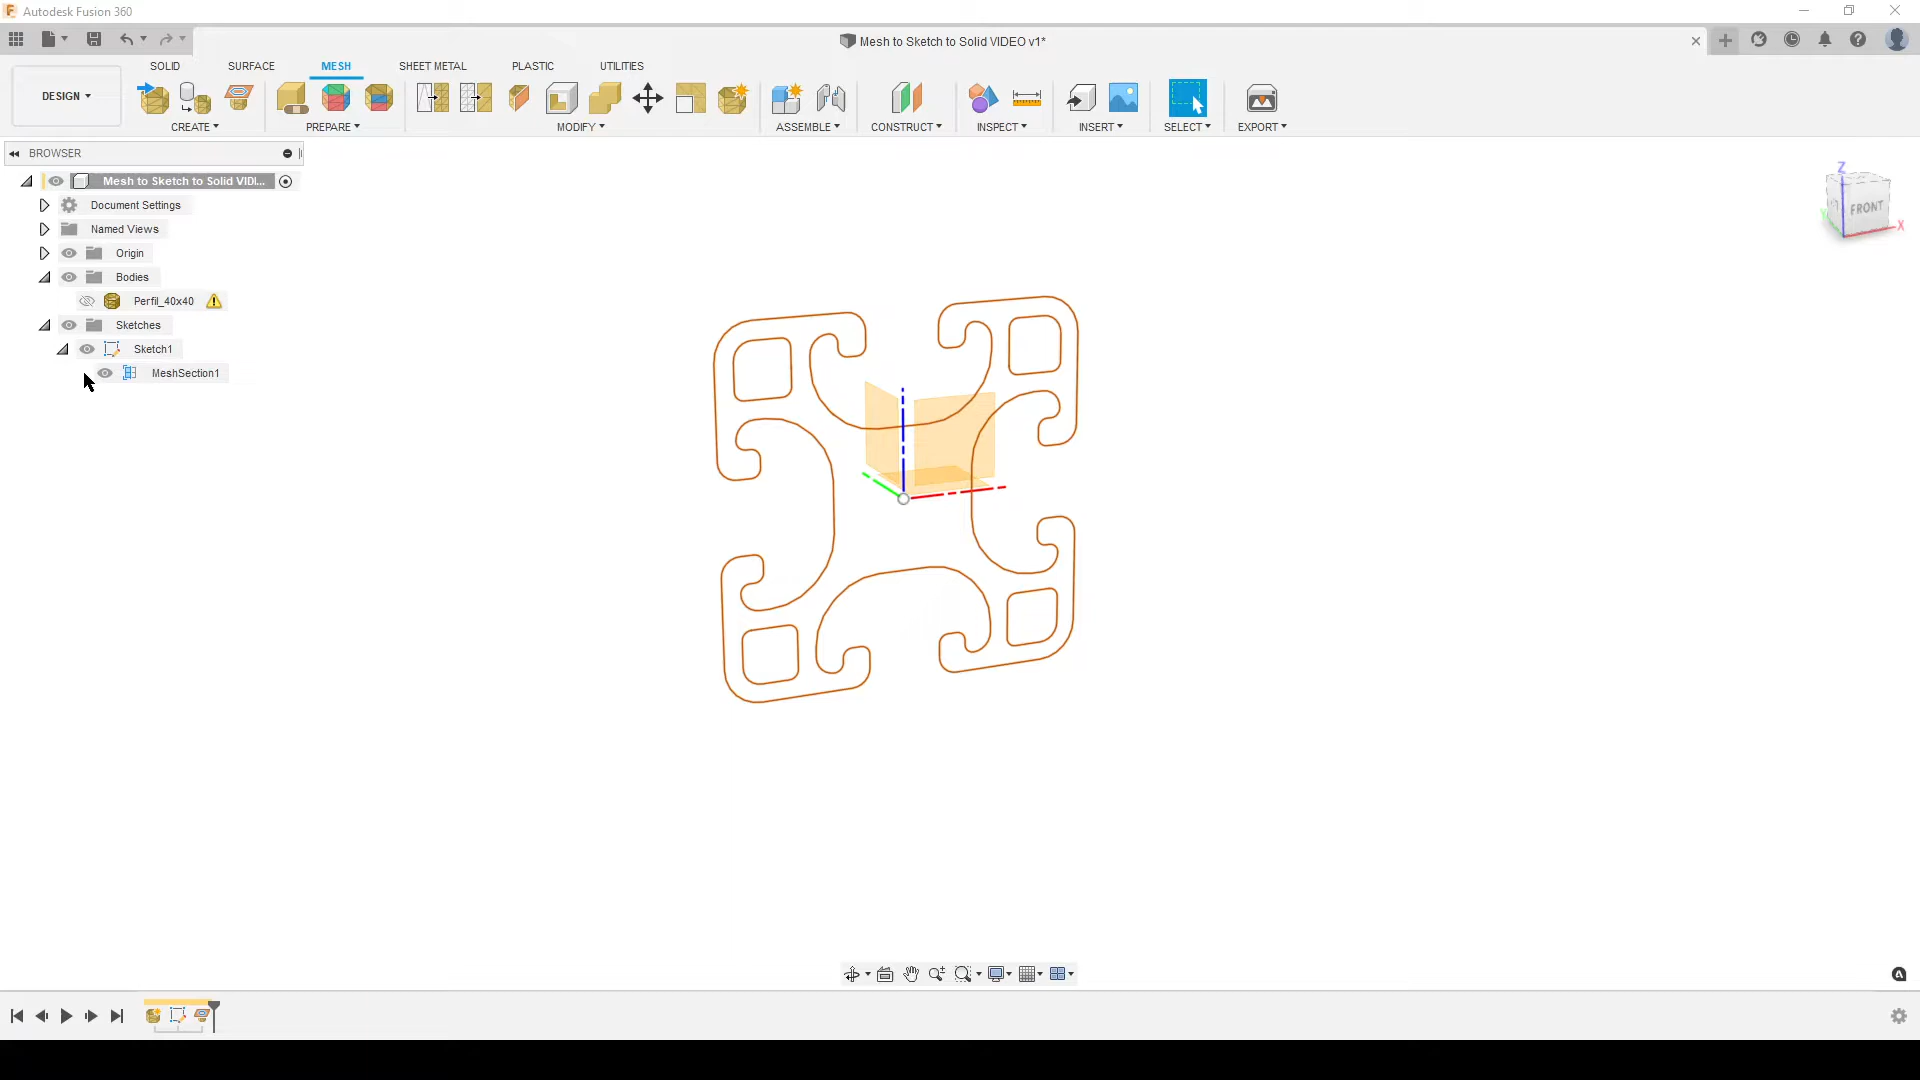 Autodesk Fusion 360
Mesh to Sketch to Solid VIDEO v1*
SOLID SURFACE MESH SHEET METAL PLASTIC UTILITIES
DESIGN
CREATE PREPARE MODIFY ASSEMBLE CONSTRUCT INSPECT INSERT SELECT EXPORT
BROWSER
Mesh to Sketch to Solid VIDI...
Document Settings
Named Views
Origin
Bodies
Perfil_40x40
Sketches
Sketch1
MeshSection1
Z
FRONT
X